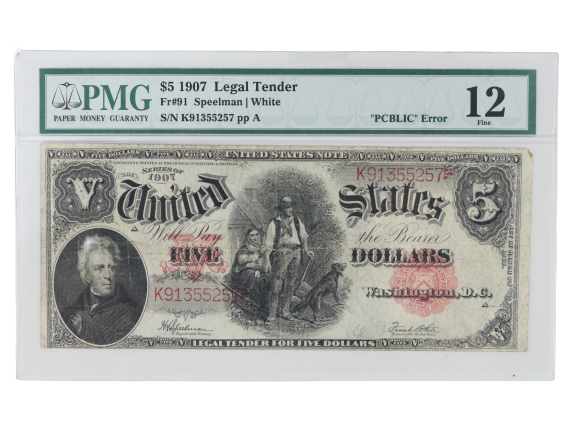 PMG
PAPER MONEY GUARANTY
$5 1907 Legal Tender
Fr#91 Speelman | White
S/N K91355257 pp A
"PCBLIC" Error
12
Fine
UNITED STATES NOTE
SERIES OF
1907
K91355257
V
United States
5
Will Pay the Bearer
FIVE DOLLARS
K91355257
Washington, D.C.
A
A
LEGAL TENDER FOR FIVE DOLLARS